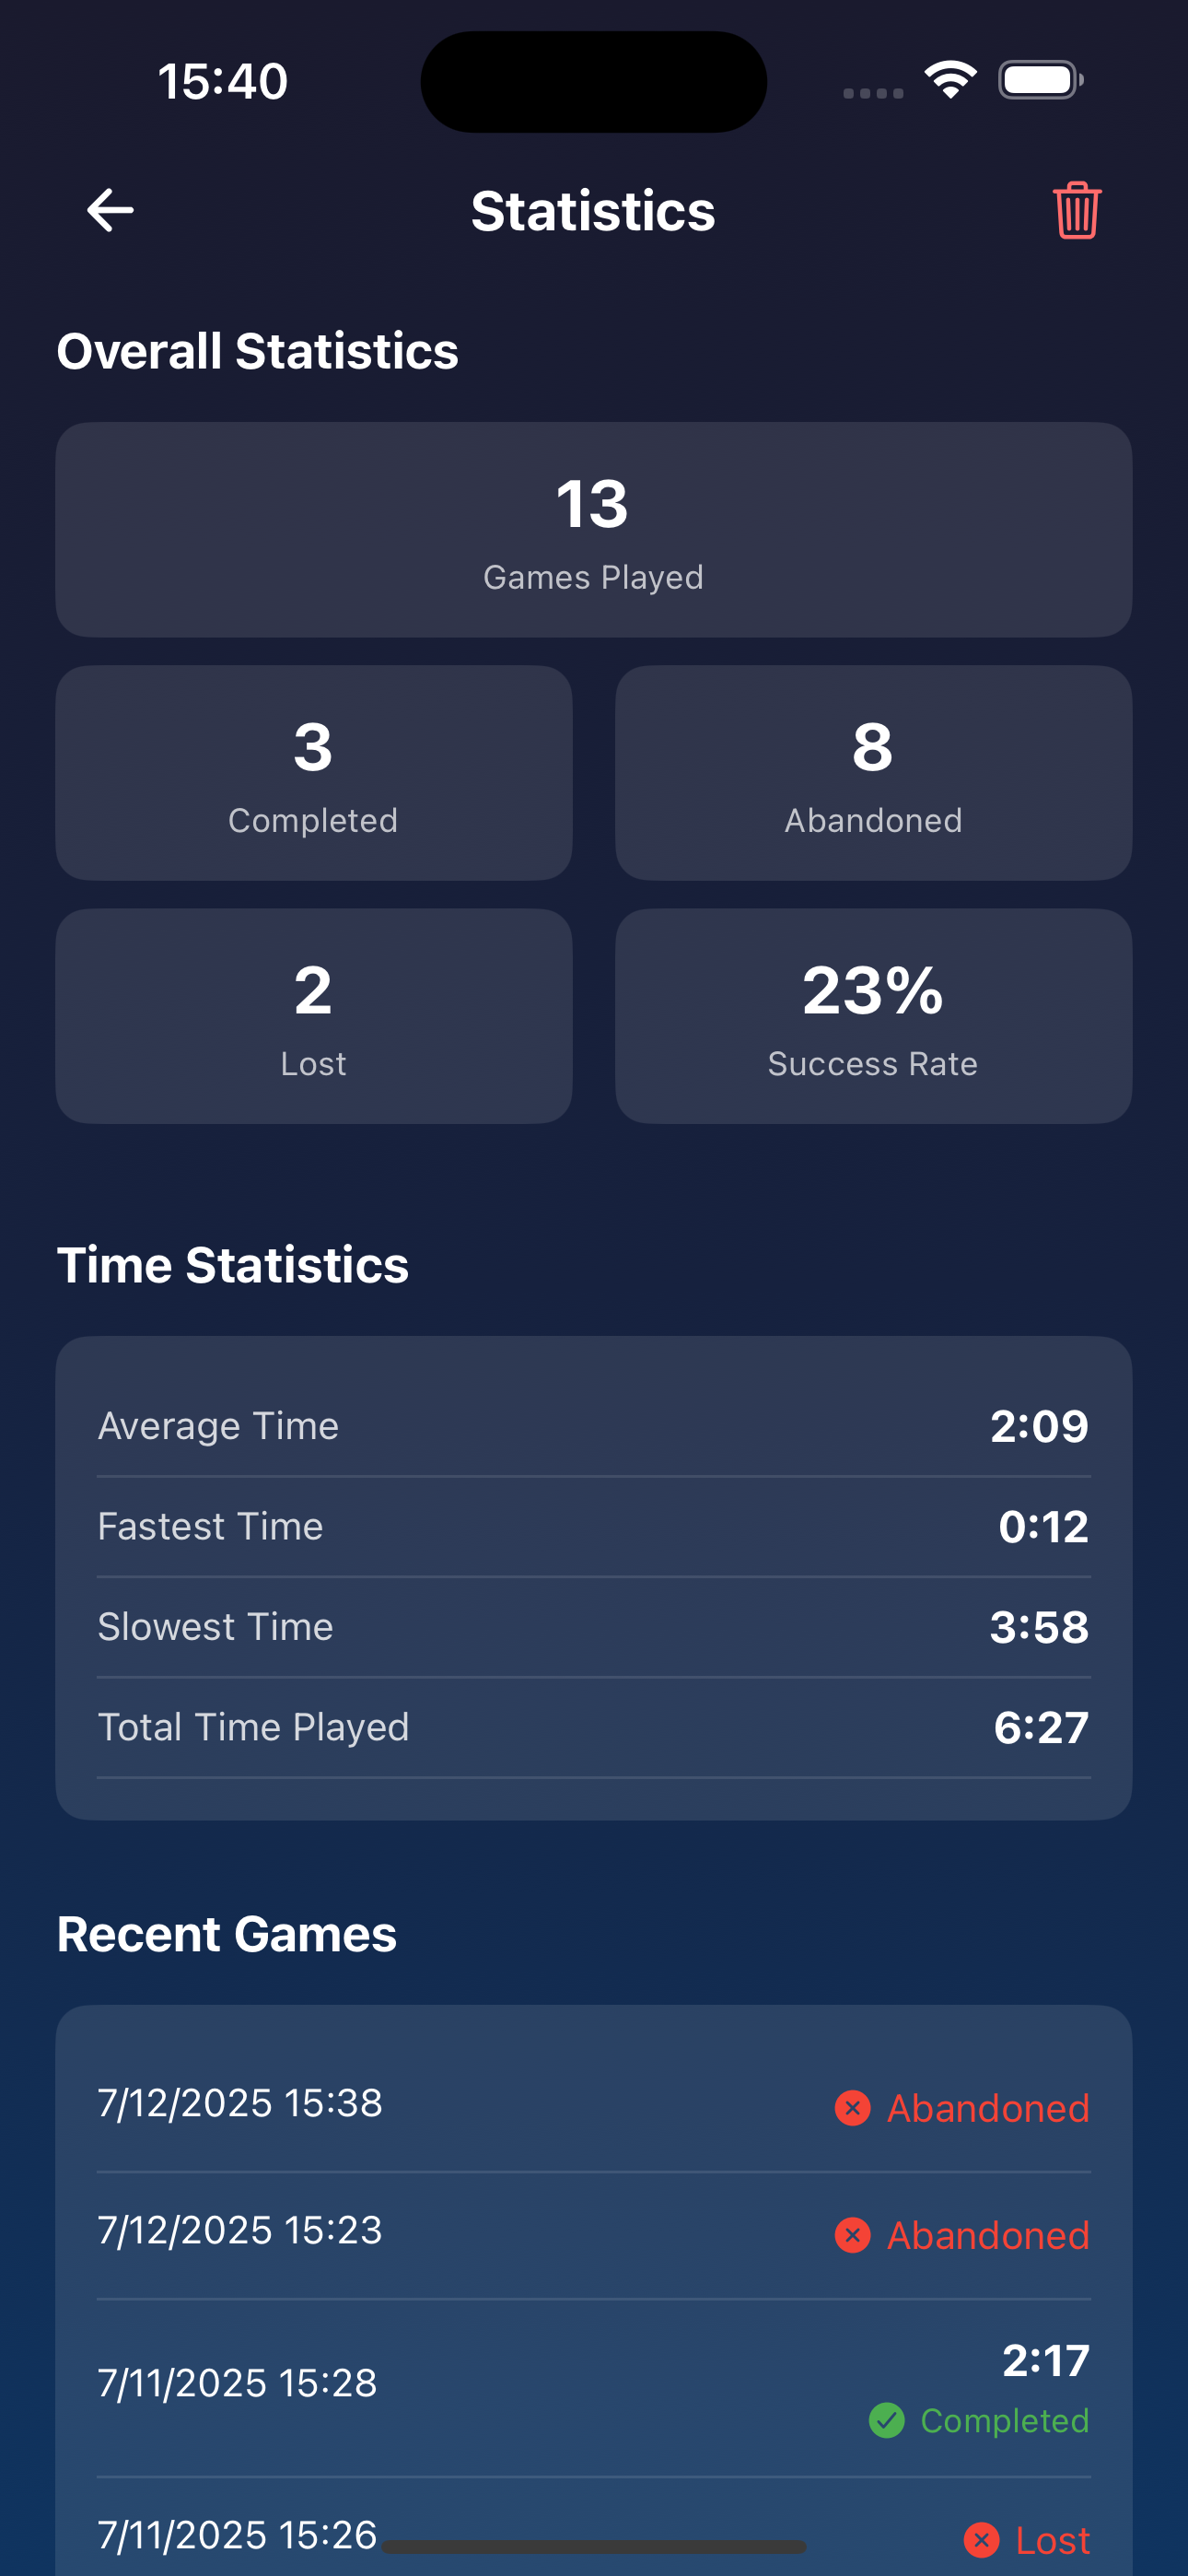 15:40
Statistics
Overall Statistics
13
Games Played
3
Completed
8
Abandoned
2
Lost
23%
Success Rate
Time Statistics
Average Time 2:09
Fastest Time 0:12
Slowest Time 3:58
Total Time Played 6:27
Recent Games
7/12/2025 15:38 Abandoned
7/12/2025 15:23 Abandoned
7/11/2025 15:28 2:17
Completed
7/11/2025 15:26 Lost